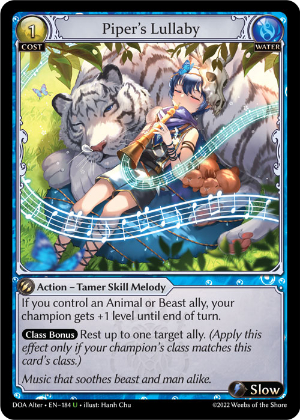 1
COST
Piper's Lullaby
WATER
Action – Tamer Skill Melody
If you control an Animal or Beast ally, your
champion gets +1 level until end of turn.
Class Bonus Rest up to one target ally. (Apply this
effect only if your champion's class matches this
card's class.)
Music that soothes beast and man alike.
Slow
DOA Alter • EN-184 U • illust: Hanh Chu
©2022 Weebs of the Shore